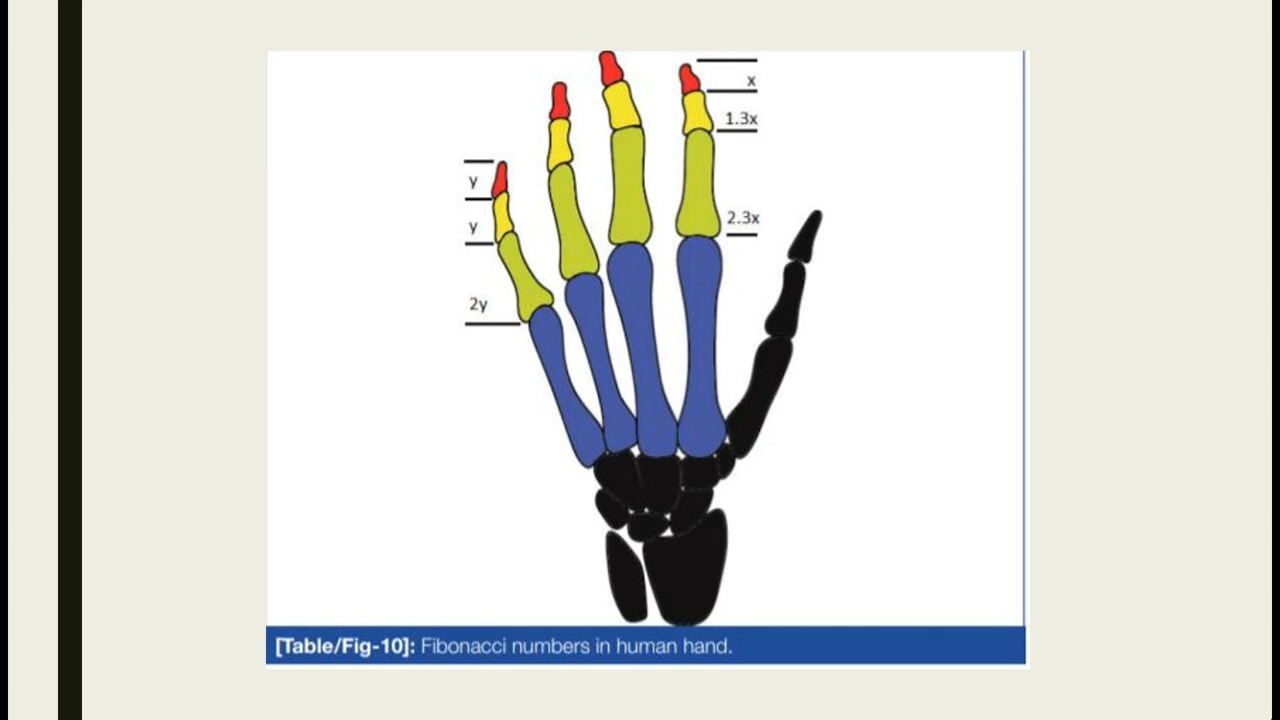 x
1.3x
y
2.3x
y
2y
[Table/Fig-10]: Fibonacci numbers in human hand.